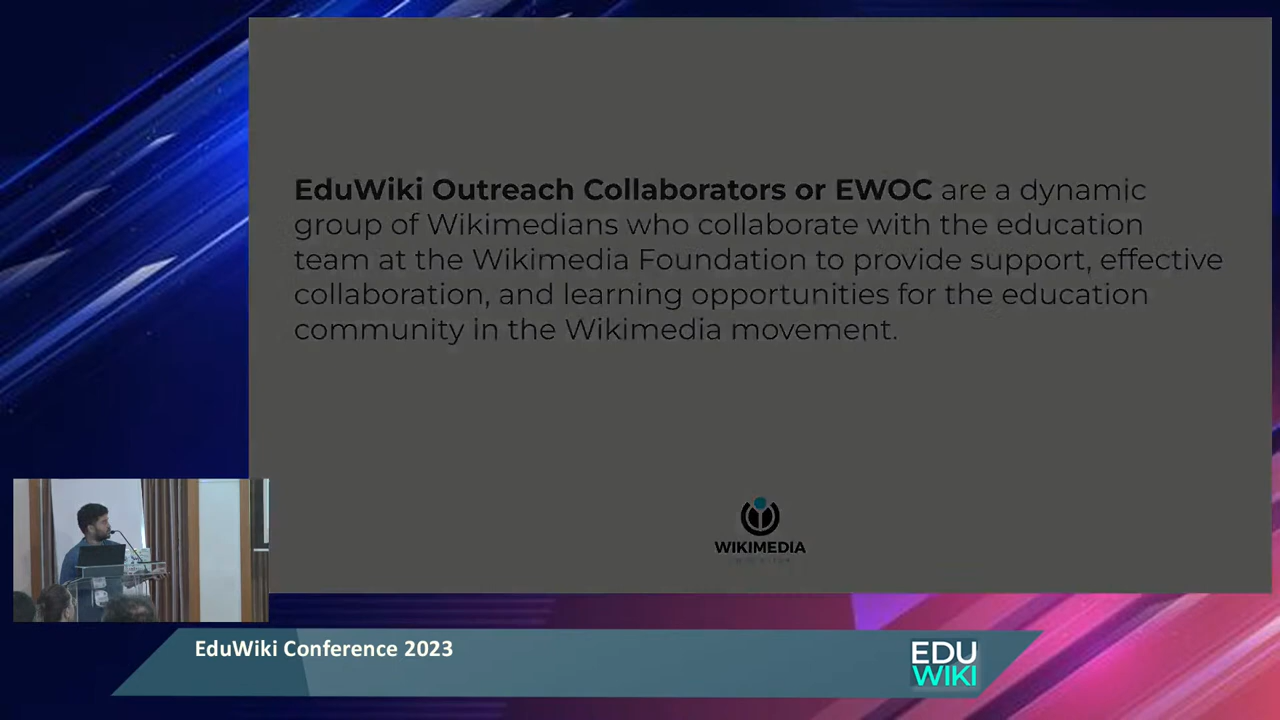 EduWiki Outreach Collaborators or EWOC are a dynamic
group of Wikimedians who collaborate with the education
team at the Wikimedia Foundation to provide support, effective
collaboration, and learning opportunities for the education
community in the Wikimedia movement.
WIKIMEDIA
EduWiki Conference 2023
EDU
WIKI